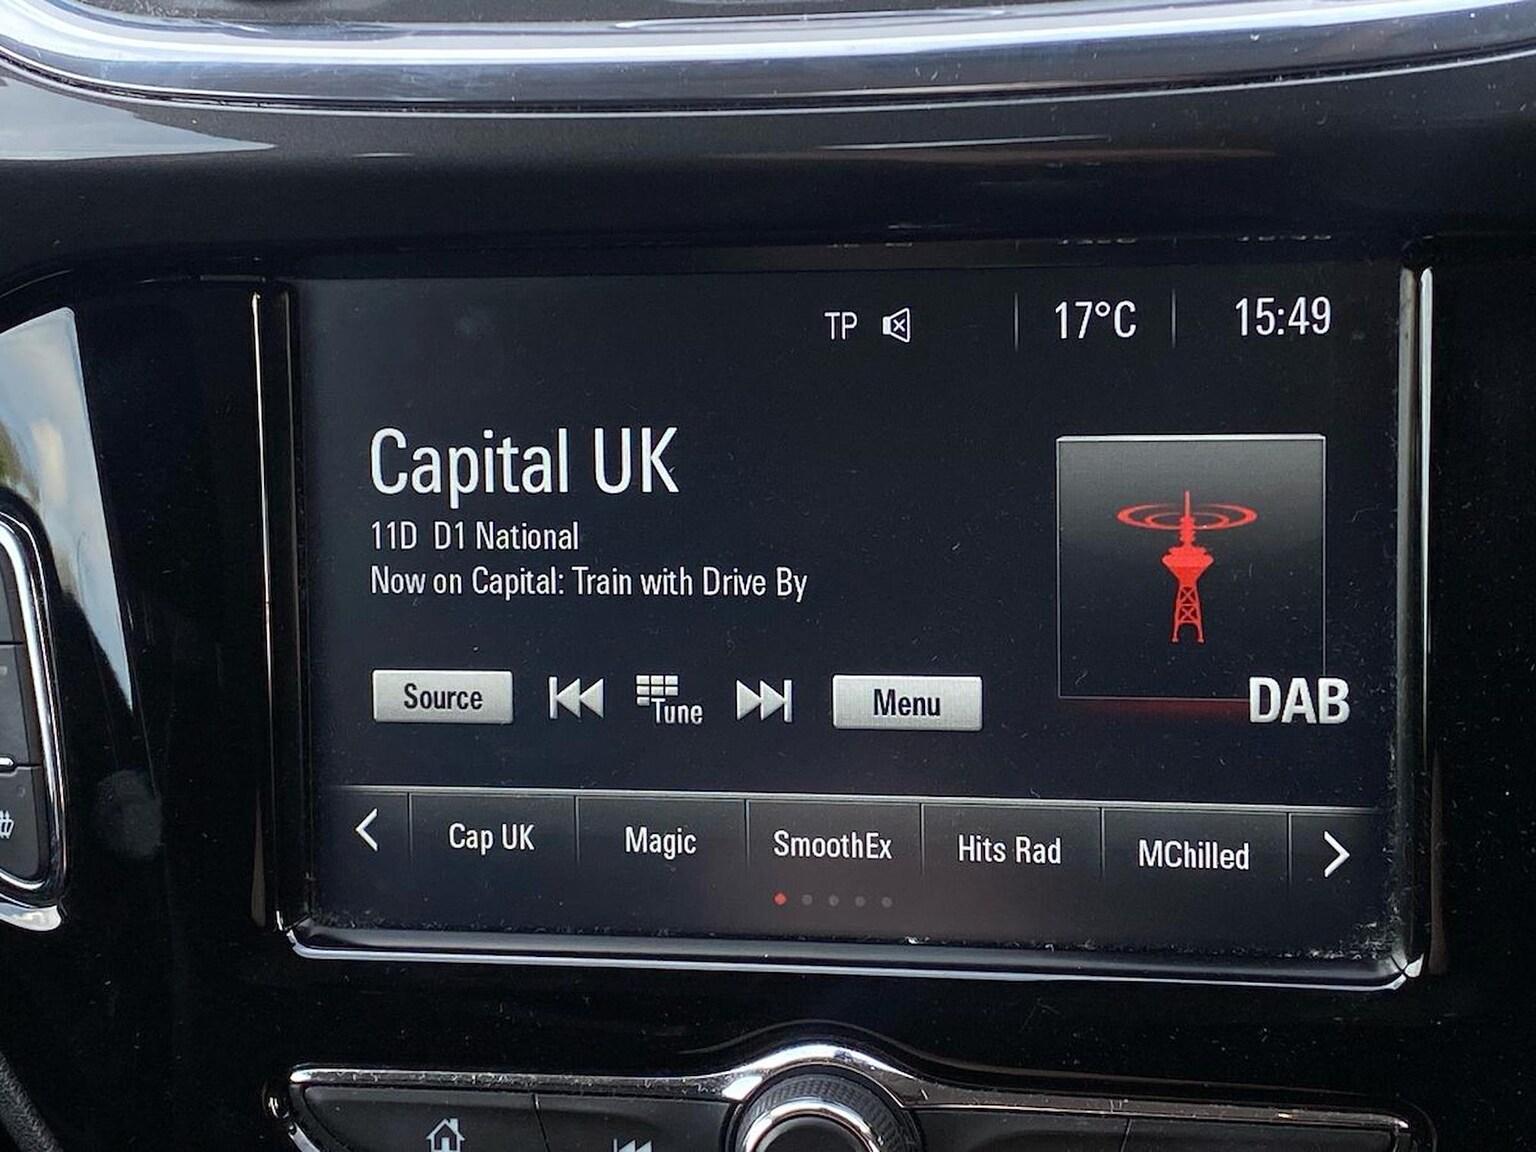 TP 17°C 15:49
Capital UK
11D D1 National
Now on Capital: Train with Drive By
Source Tune Menu
DAB
Cap UK Magic SmoothEx Hits Rad MChilled